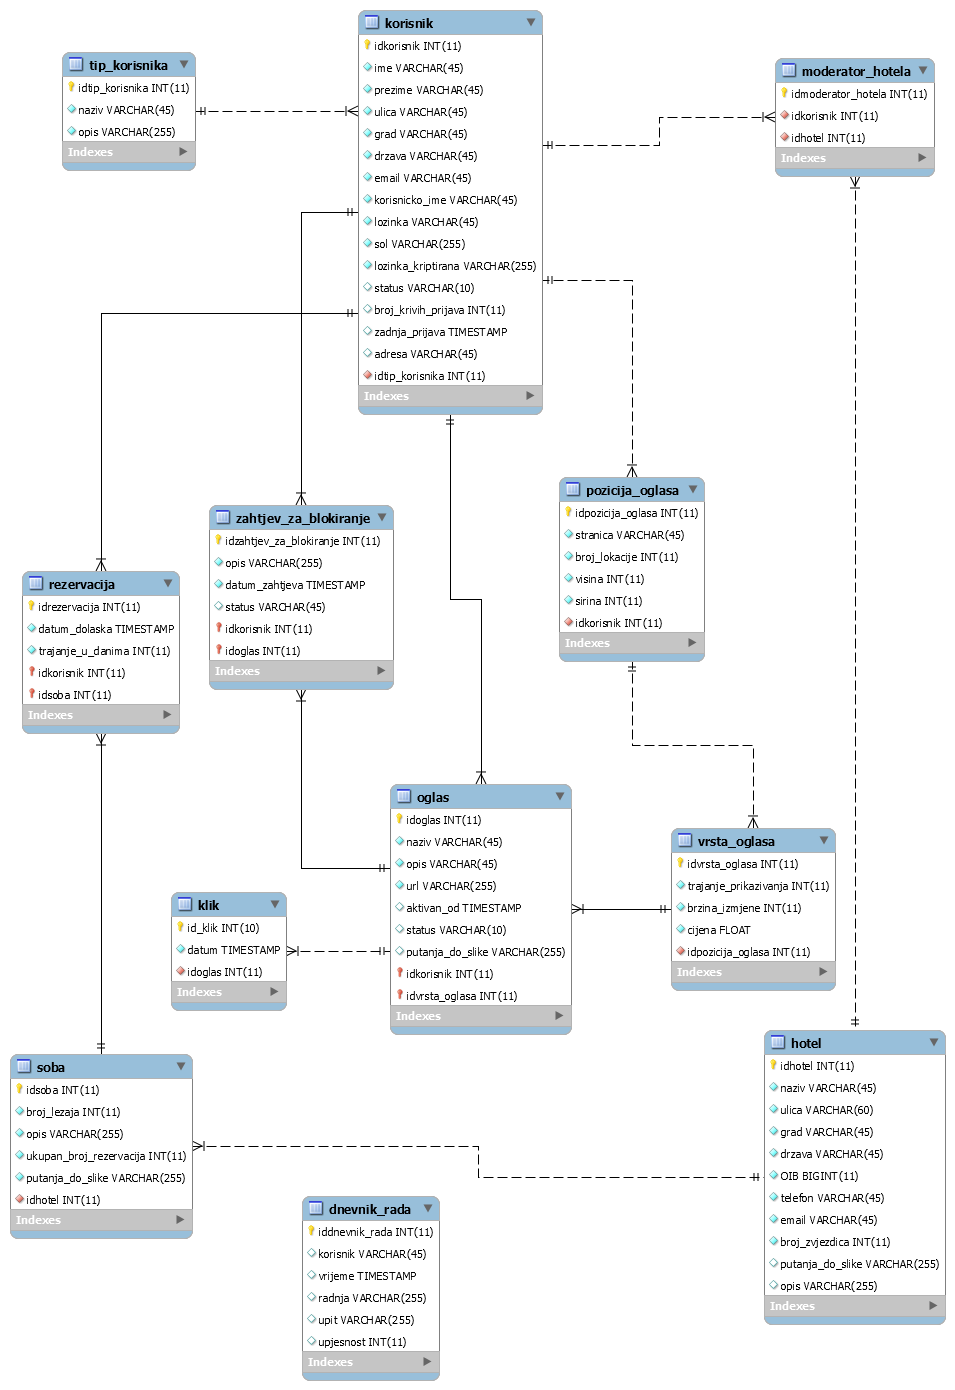 korisnik
idkorisnik INT(11)
ime VARCHAR(45)
prezime VARCHAR(45)
ulica VARCHAR(45)
grad VARCHAR(45)
drzava VARCHAR(45)
email VARCHAR(45)
korisnicko_ime VARCHAR(45)
lozinka VARCHAR(45)
sol VARCHAR(255)
lozinka_kriptirana VARCHAR(255)
status VARCHAR(10)
broj_krivih_prijava INT(11)
zadnja_prijava TIMESTAMP
adresa VARCHAR(45)
idtip_korisnika INT(11)
Indexes
tip_korisnika
idtip_korisnika INT(11)
naziv VARCHAR(45)
opis VARCHAR(255)
Indexes
moderator_hotela
idmoderator_hotela INT(11)
idkorisnik INT(11)
idhotel INT(11)
Indexes
pozicija_oglasa
idpozicija_oglasa INT(11)
stranica VARCHAR(45)
broj_lokacije INT(11)
visina INT(11)
sirina INT(11)
idkorisnik INT(11)
Indexes
zahtjev_za_blokiranje
idzahtjev_za_blokiranje INT(11)
opis VARCHAR(255)
datum_zahtjeva TIMESTAMP
status VARCHAR(45)
idkorisnik INT(11)
idoglas INT(11)
Indexes
rezervacija
idrezervacija INT(11)
datum_dolaska TIMESTAMP
trajanje_u_danima INT(11)
idkorisnik INT(11)
idsoba INT(11)
Indexes
oglas
idoglas INT(11)
naziv VARCHAR(45)
opis VARCHAR(45)
url VARCHAR(255)
aktivan_od TIMESTAMP
status VARCHAR(10)
putanja_do_slike VARCHAR(255)
idkorisnik INT(11)
idvrsta_oglasa INT(11)
Indexes
vrsta_oglasa
idvrsta_oglasa INT(11)
trajanje_prikazivanja INT(11)
brzina_izmjene INT(11)
cijena FLOAT
idpozicija_oglasa INT(11)
Indexes
klik
id_klik INT(10)
datum TIMESTAMP
idoglas INT(11)
Indexes
soba
idsoba INT(11)
broj_lezaja INT(11)
opis VARCHAR(255)
ukupan_broj_rezervacija INT(11)
putanja_do_slike VARCHAR(255)
idhotel INT(11)
Indexes
hotel
idhotel INT(11)
naziv VARCHAR(45)
ulica VARCHAR(60)
grad VARCHAR(45)
drzava VARCHAR(45)
OIB BIGINT(11)
telefon VARCHAR(45)
email VARCHAR(45)
broj_zvjezdica INT(11)
putanja_do_slike VARCHAR(255)
opis VARCHAR(255)
Indexes
dnevnik_rada
iddnevnik_rada INT(11)
korisnik VARCHAR(45)
vrijeme TIMESTAMP
radnja VARCHAR(255)
upit VARCHAR(255)
upjesnost INT(11)
Indexes